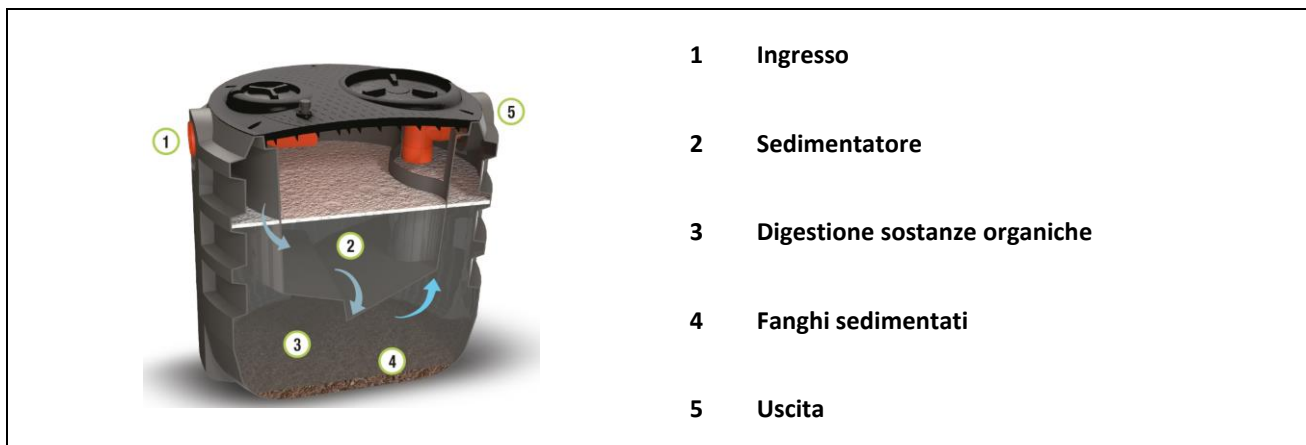 1 Ingresso
2 Sedimentatore
3 Digestione sostanze organiche
4 Fanghi sedimentati
5 Uscita
1
5
2
3
4